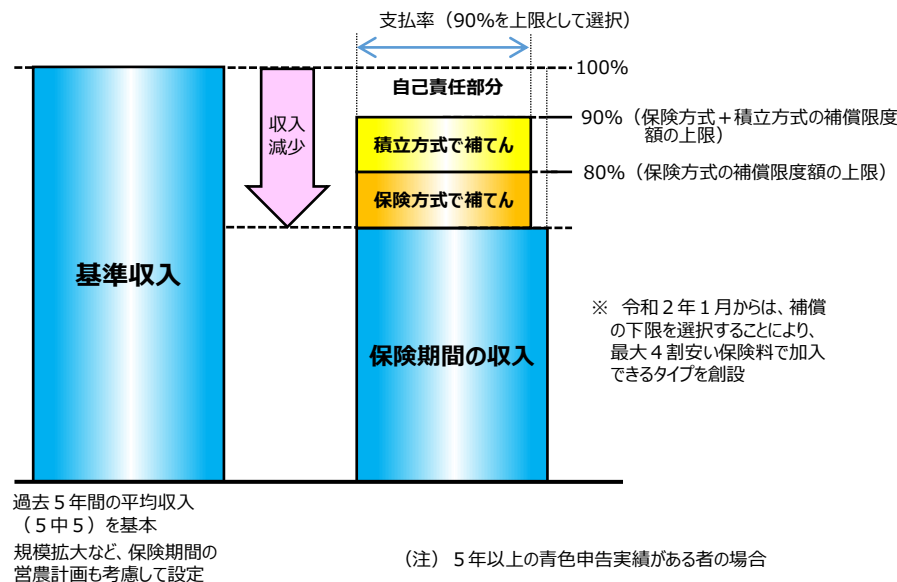 支払率（90%を上限として選択）
100%
自己責任部分
収入
減少
90%（保険方式＋積立方式の補償限度
額の上限）
積立方式で補てん
80%（保険方式の補償限度額の上限）
保険方式で補てん
基準収入
保険期間の収入
※ 令和２年１月からは、補償
の下限を選択することにより、
最大４割安い保険料で加入
できるタイプを創設
過去５年間の平均収入
（５中５）を基本
規模拡大など、保険期間の
営農計画も考慮して設定
（注） ５年以上の青色申告実績がある者の場合